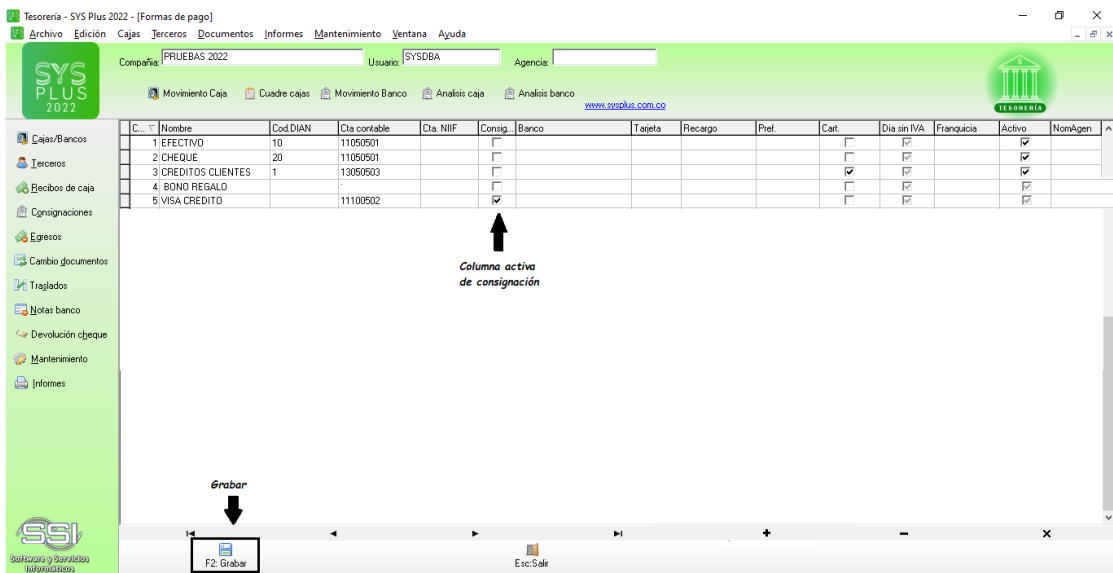 Tesorería - SYS Plus 2022 - [Formas de pago]
Archivo Edición Cajas Terceros Documentos Informes Mantenimiento Ventana Ayuda
SYS
PLUS
2022
Compañia: PRUEBAS 2022 Usuario: SYSDBA Agencia:
Movimiento Caja Cuadre cajas Movimiento Banco Analisis caja Analisis banco
www.sysplus.com.co
$
TESORERÍA
Cajas/Bancos
Terceros
Recibos de caja
Consignaciones
Egresos
Cambio documentos
Traslados
Notas banco
Devolución cheque
Mantenimiento
Informes
C... Nombre Cod.DIAN Cta contable Cta. NIIF Consig... Banco Tarjeta Recargo Pref. Cart. Dia sin IVA Franquicia Activo NomAgen
1 EFECTIVO 10 11050501
2 CHEQUE 20 11050501
3 CREDITOS CLIENTES 1 13050503
4 BONO REGALO
5 VISA CREDITO 11100502
Columna activa
de consignación
Grabar
F2: Grabar
Esc:Salir
SSI
Software y Servicios
Informáticos